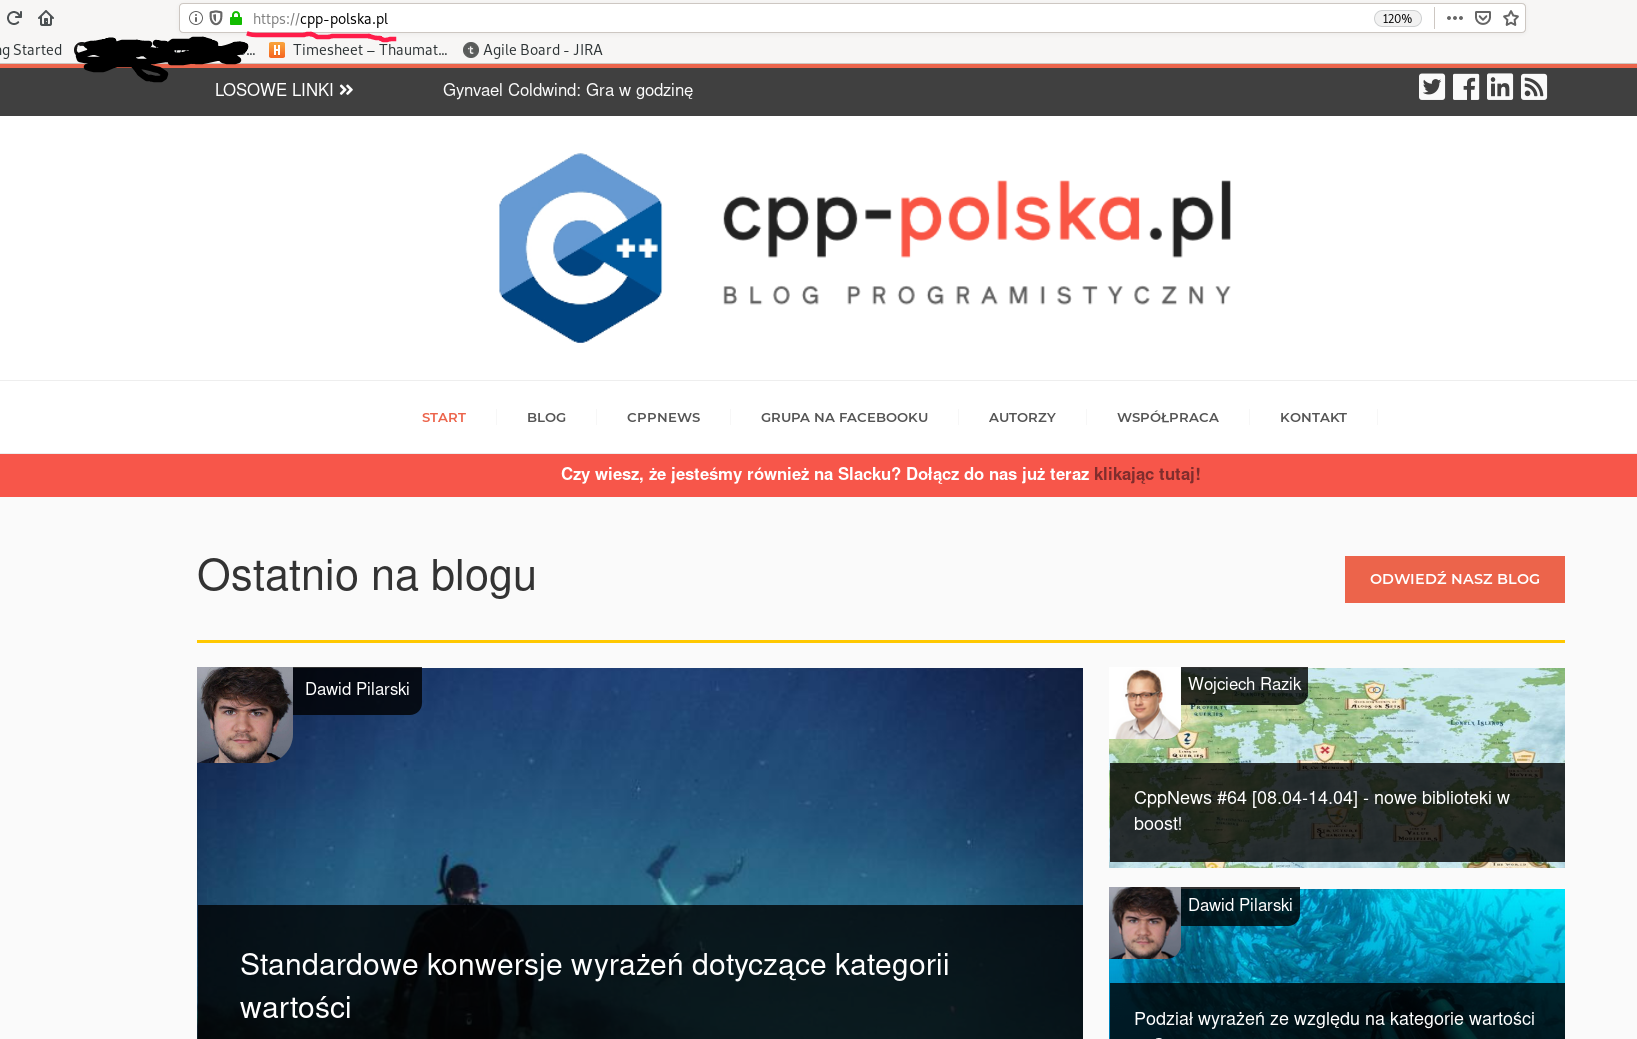 https://cpp-polska.pl
120%
ng Started
... Timesheet – Thaumat... Agile Board - JIRA
LOSOWE LINKI Gynvael Coldwind: Gra w godzinę
C++
cpp-polska.pl
BLOG PROGRAMISTYCZNY
START BLOG CPPNEWS GRUPA NA FACEBOOKU AUTORZY WSPÓŁPRACA KONTAKT
Czy wiesz, że jesteśmy również na Slacku? Dołącz do nas już teraz klikając tutaj!
Ostatnio na blogu
ODWIEDŹ NASZ BLOG
Dawid Pilarski
Standardowe konwersje wyrażeń dotyczące kategorii
wartości
Wojciech Razik
CppNews #64 [08.04-14.04] - nowe biblioteki w
boost!
Dawid Pilarski
Podział wyrażeń ze względu na kategorie wartości